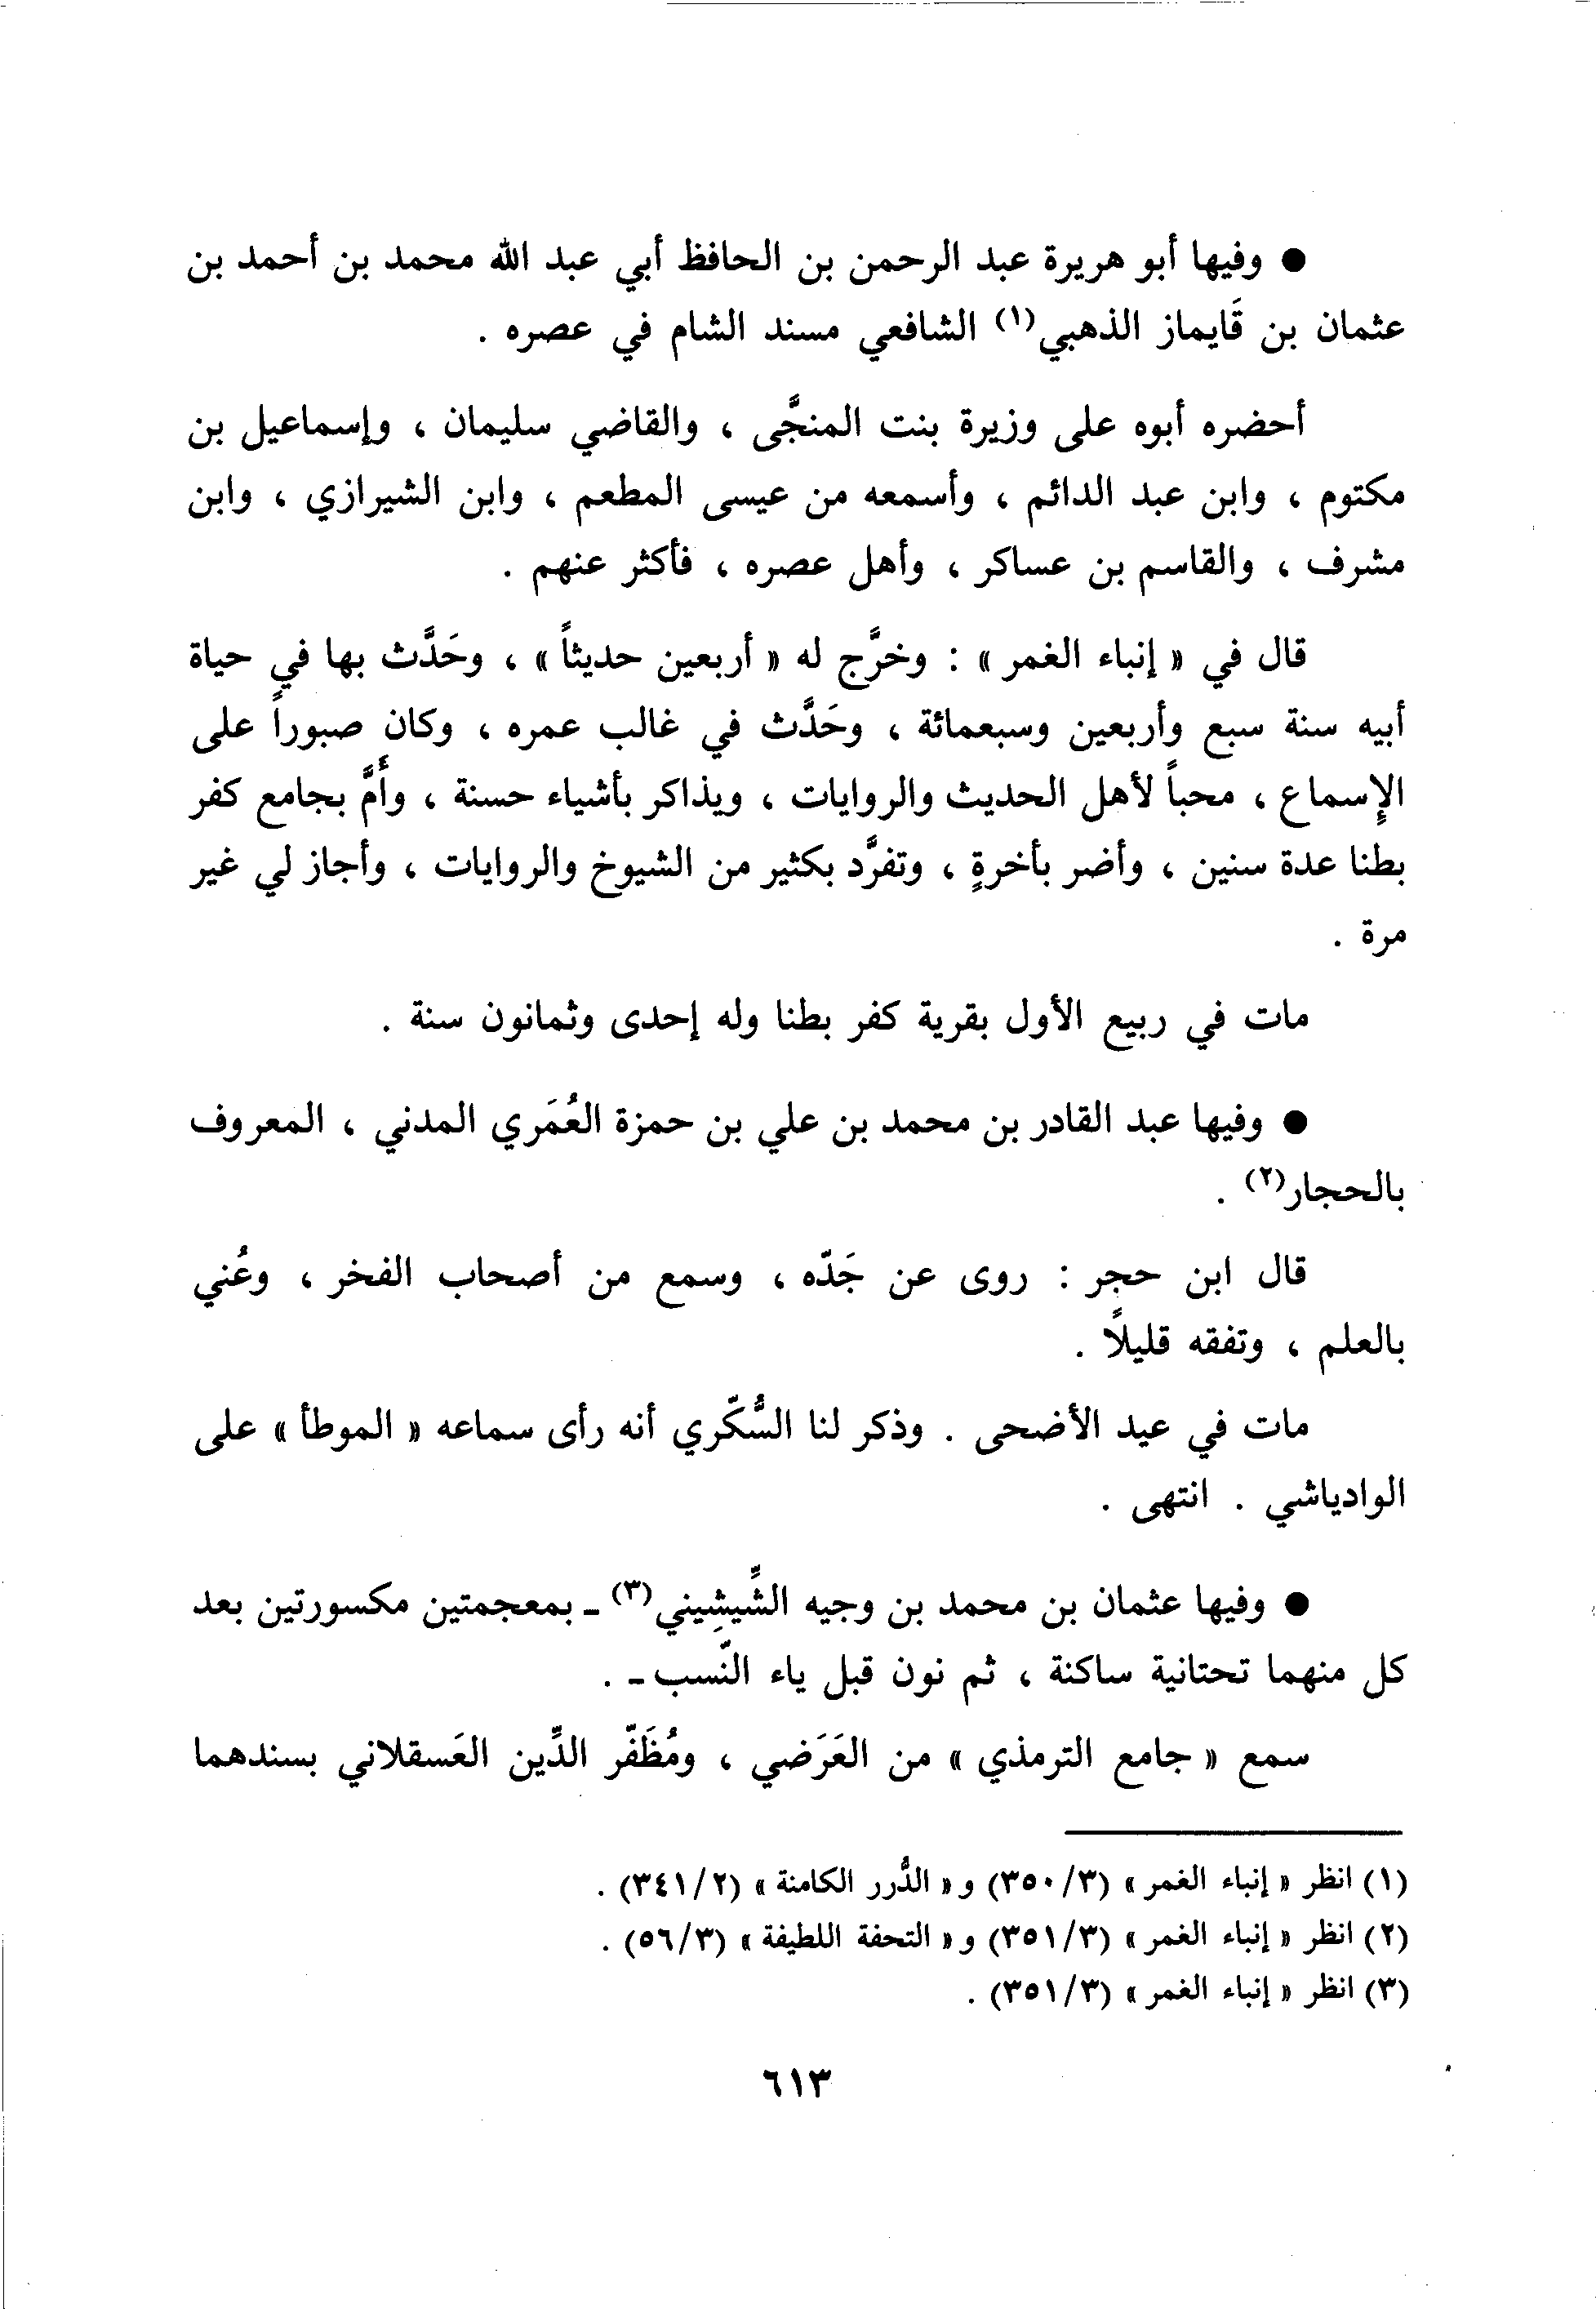 ● وفيها أبو هريرة عبد الرحمن بن الحافظ أبي عبد الله محمد بن أحمد بن
عثمان بن قَايماز الذهبي(١) الشافعي مسند الشام في عصره .
أحضره أبوه على وزيرة بنت المنجَّى ، والقاضي سليمان ، وإسماعيل بن
مكتوم ، وابن عبد الدائم ، وأسمعه من عيسى المطعم ، وابن الشيرازي ، وابن
مشرف ، والقاسم بن عساكر ، وأهل عصره ، فأكثر عنهم .
قال في « إنباء الغمر » : وخرَّج له « أربعين حديثاً » ، وحَدَّث بها في حياة
أبيه سنة سبع وأربعين وسبعمائة ، وحَدَّث في غالب عمره ، وكان صبوراً على
الإِسماع ، محباً لأهل الحديث والروايات ، ويذاكر بأشياء حسنة ، وأَمَّ بجامع كفر
بطنا عدة سنين ، وأضر بأخرةٍ ، وتفرَّد بكثير من الشيوخ والروايات ، وأجاز لي غير
مرة .
مات في ربيع الأول بقرية كفر بطنا وله إحدى وثمانون سنة .
● وفيها عبد القادر بن محمد بن علي بن حمزة العُمَري المدني ، المعروف
بالحجار(٢) .
قال ابن حجر : روى عن جَدّه ، وسمع من أصحاب الفخر ، وعُني
بالعلم ، وتفقه قليلاً .
مات في عيد الأضحى . وذكر لنا السُّكّري أنه رأى سماعه « الموطأ » على
الوادياشي . انتهى .
● وفيها عثمان بن محمد بن وجيه الشِّيشِيني(٣) ـ بمعجمتين مكسورتين بعد
كل منهما تحتانية ساكنة ، ثم نون قبل ياء النّسب ـ .
سمع « جامع الترمذي » من العَرَضي ، ومُظَفّر الدِّين العَسقلاني بسندهما
(١) انظر « إنباء الغمر » (٣/٣٥٠) و « الدُّرر الكامنة » (٢/٣٤١) .
(٢) انظر « إنباء الغمر » (٣/٣٥١) و « التحفة اللطيفة » (٣/٥٦) .
(٣) انظر « إنباء الغمر » (٣/٣٥١) .
٦١٣